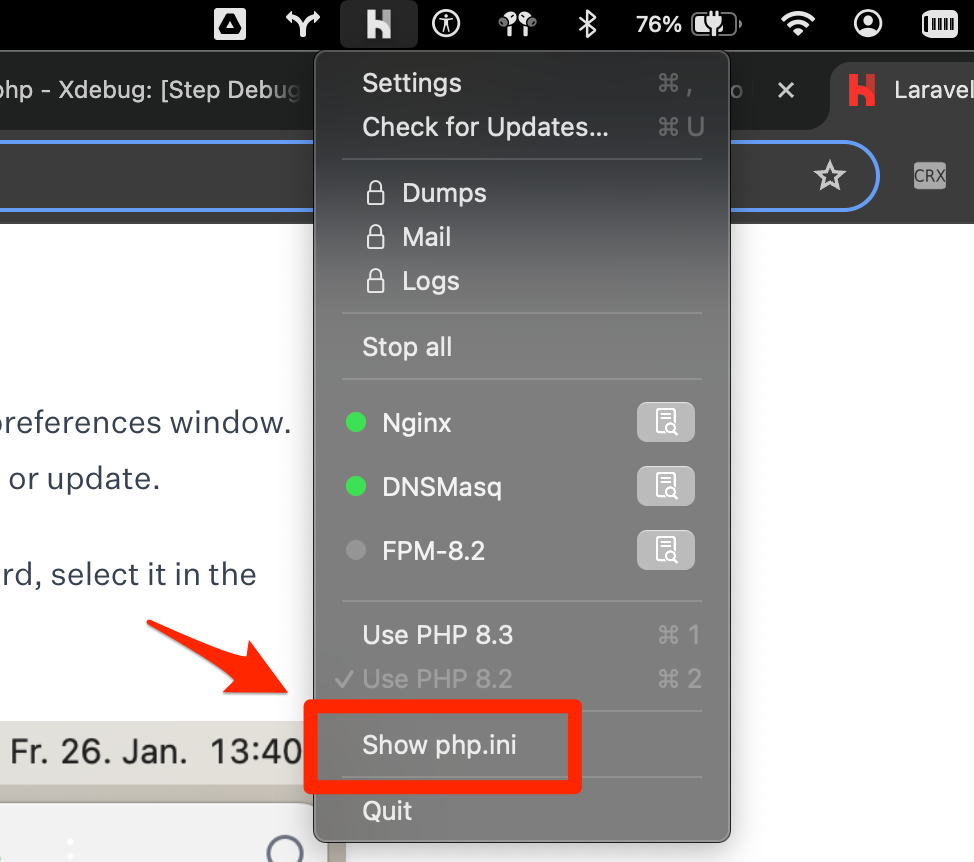 76%
php - Xdebug: [Step Debug
Laravel
CRX
Settings ⌘ ,
Check for Updates... ⌘ U
Dumps
Mail
Logs
Stop all
Nginx
preferences window.
or update.
DNSMasq
FPM-8.2
rd, select it in the
Use PHP 8.3 ⌘ 1
✓ Use PHP 8.2 ⌘ 2
Show php.ini
Fr. 26. Jan. 13:40
Quit